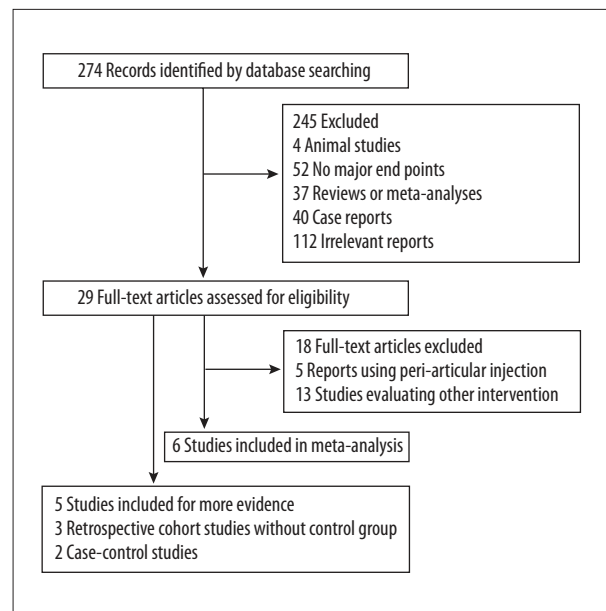 274 Records identified by database searching
245 Excluded
4 Animal studies
52 No major end points
37 Reviews or meta-analyses
40 Case reports
112 Irrelevant reports
29 Full-text articles assessed for eligibility
18 Full-text articles excluded
5 Reports using peri-articular injection
13 Studies evaluating other intervention
6 Studies included in meta-analysis
5 Studies included for more evidence
3 Retrospective cohort studies without control group
2 Case-control studies